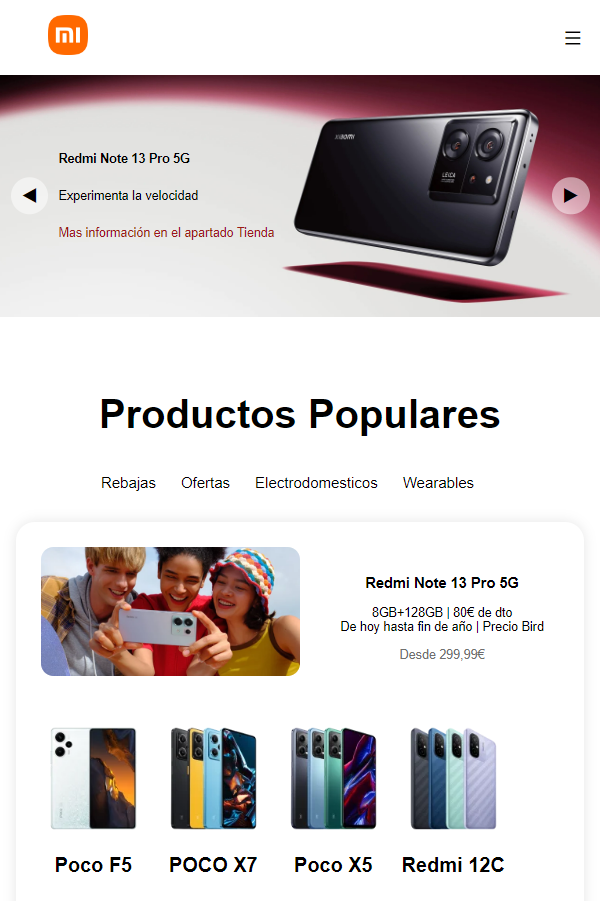 Redmi Note 13 Pro 5G
Experimenta la velocidad
Mas información en el apartado Tienda
XIAOMI
LEICA
Productos Populares
Rebajas Ofertas Electrodomesticos Wearables
Redmi Note 13 Pro 5G
8GB+128GB | 80€ de dto
De hoy hasta fin de año | Precio Bird
Desde 299,99€
Poco F5 POCO X7 Poco X5 Redmi 12C